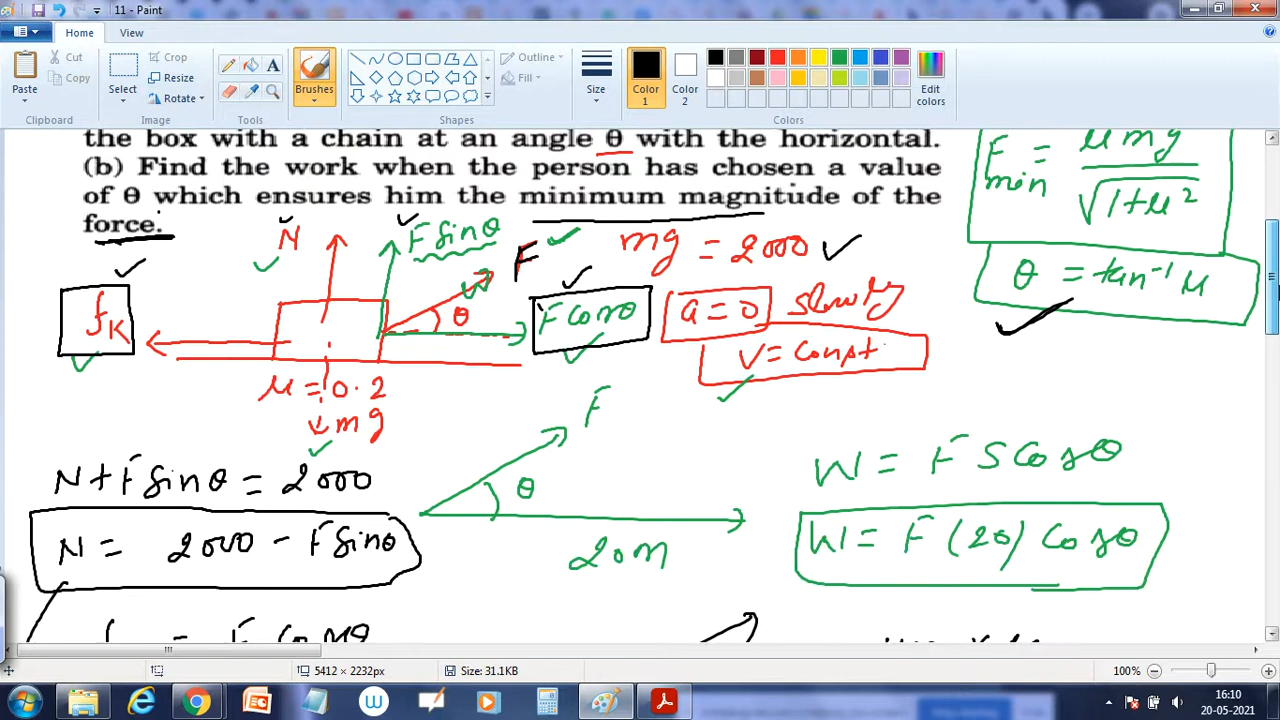 11 - Paint
Home
View
Paste
Cut
Copy
Clipboard
Select
Crop
Resize
Rotate
Image
A
Tools
Brushes
Outline
Fill
Shapes
Size
Color 1
Color 2
Edit colors
Colors
the box with a chain at an angle θ with the horizontal.
(b) Find the work when the person has chosen a value
of θ which ensures him the minimum magnitude of the
force.
F min = μmg / √1+μ²
θ = tan⁻¹ μ
N
F sinθ
F
mg = 2000
fK
θ
F cosθ
a = 0 slowly
v = const
μ = 0.2
mg
N + F sinθ = 2000
N = 2000 - F sinθ
F
θ
20m
W = F S Cosθ
W = F (20) Cosθ
= F Cosθ
5412 × 2232px
Size: 31.1KB
100%
16:10
20-05-2021